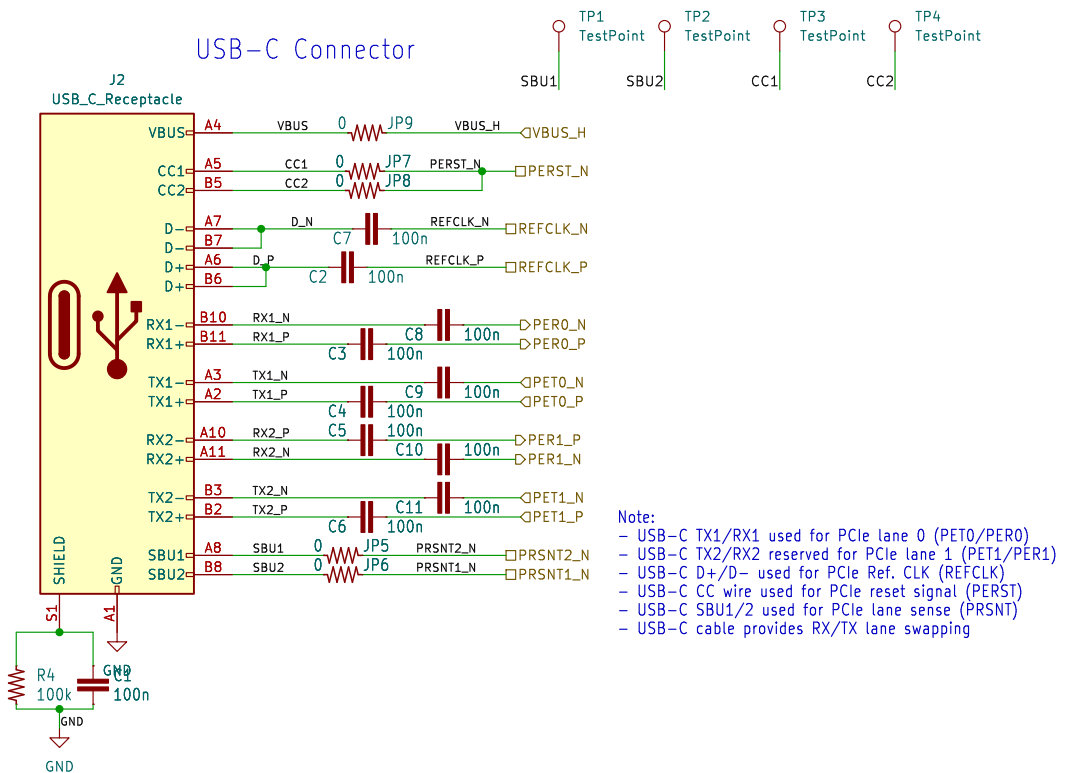 TP1
TestPoint
TP2
TestPoint
TP3
TestPoint
TP4
TestPoint
USB-C Connector
SBU1
SBU2
CC1
CC2
J2
USB_C_Receptacle
VBUS A4 VBUS 0 JP9 VBUS_H VBUS_H
CC1 A5 CC1 0 JP7 PERST_N PERST_N
CC2 B5 CC2 0 JP8
D- A7 D_N C7 100n REFCLK_N REFCLK_N
D- B7
D+ A6 D_P C2 100n REFCLK_P REFCLK_P
D+ B6
RX1- B10 RX1_N C8 100n PER0_N
RX1+ B11 RX1_P C3 100n PER0_P
TX1- A3 TX1_N C9 100n PET0_N
TX1+ A2 TX1_P C4 100n PET0_P
RX2- A10 RX2_P C5 100n PER1_P
RX2+ A11 RX2_N C10 100n PER1_N
TX2- B3 TX2_N C11 100n PET1_N
TX2+ B2 TX2_P C6 100n PET1_P
SBU1 A8 SBU1 0 JP5 PRSNT2_N PRSNT2_N
SBU2 B8 SBU2 0 JP6 PRSNT1_N PRSNT1_N
SHIELD
GND
S1
A1
GND
R4
100k
C1
100n
GND
GND
Note:
- USB-C TX1/RX1 used for PCIe lane 0 (PET0/PER0)
- USB-C TX2/RX2 reserved for PCIe lane 1 (PET1/PER1)
- USB-C D+/D- used for PCIe Ref. CLK (REFCLK)
- USB-C CC wire used for PCIe reset signal (PERST)
- USB-C SBU1/2 used for PCIe lane sense (PRSNT)
- USB-C cable provides RX/TX lane swapping